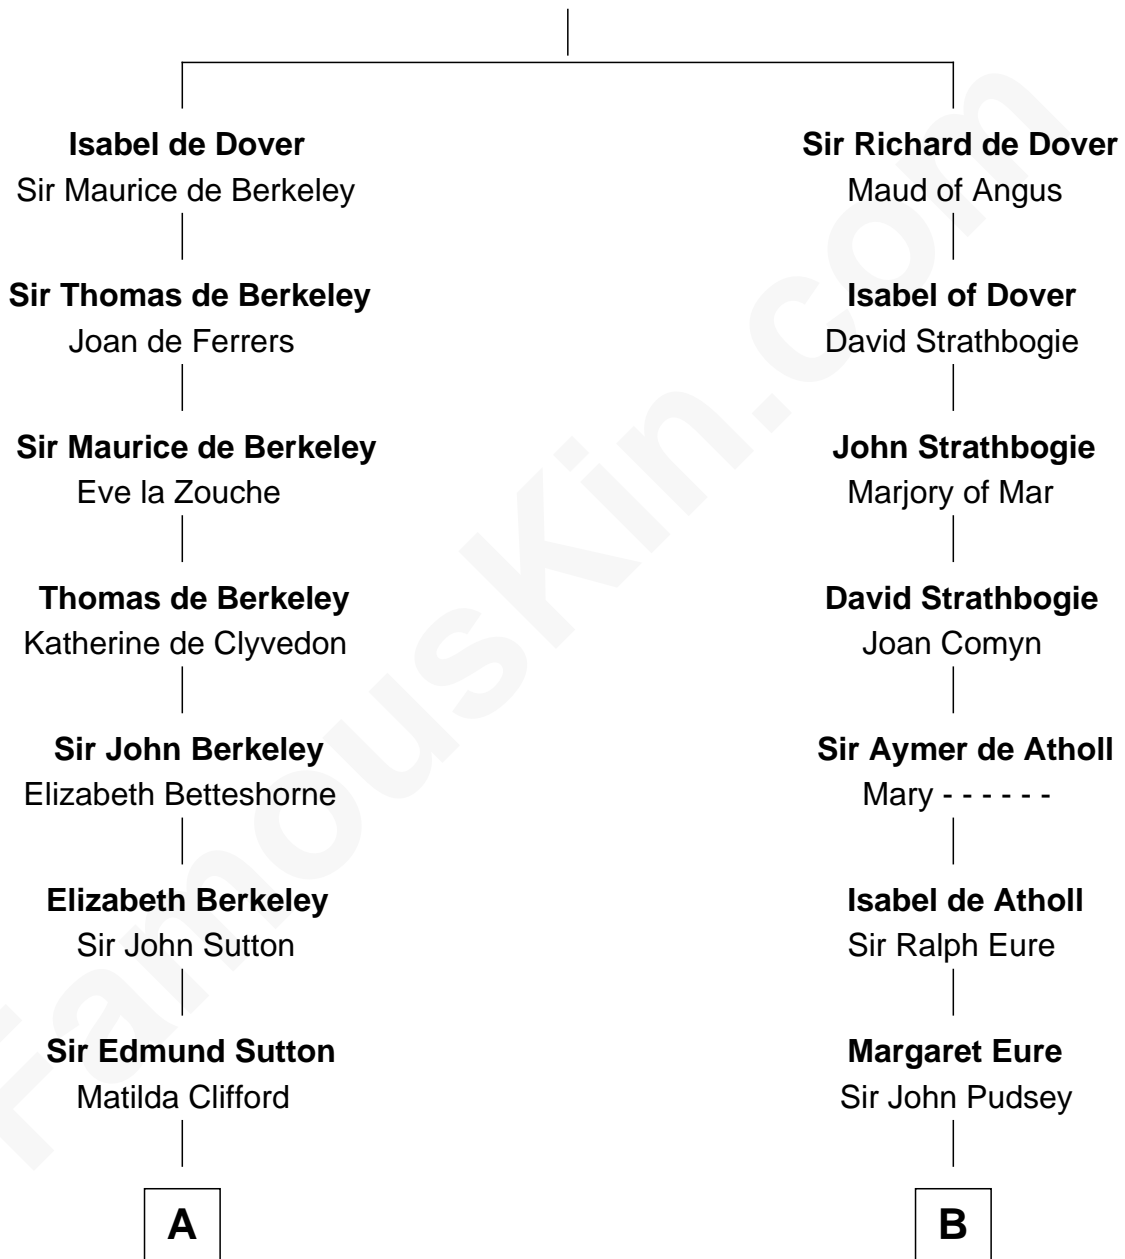 Isabel de Dover
Sir Maurice de Berkeley
Sir Thomas de Berkeley
Joan de Ferrers
Sir Maurice de Berkeley
Eve la Zouche
Thomas de Berkeley
Katherine de Clyvedon
Sir John Berkeley
Elizabeth Betteshorne
Elizabeth Berkeley
Sir John Sutton
Sir Edmund Sutton
Matilda Clifford
A
Sir Richard de Dover
Maud of Angus
Isabel of Dover
David Strathbogie
John Strathbogie
Marjory of Mar
David Strathbogie
Joan Comyn
Sir Aymer de Atholl
Mary - - - - - -
Isabel de Atholl
Sir Ralph Eure
Margaret Eure
Sir John Pudsey
B
FamousKin.com